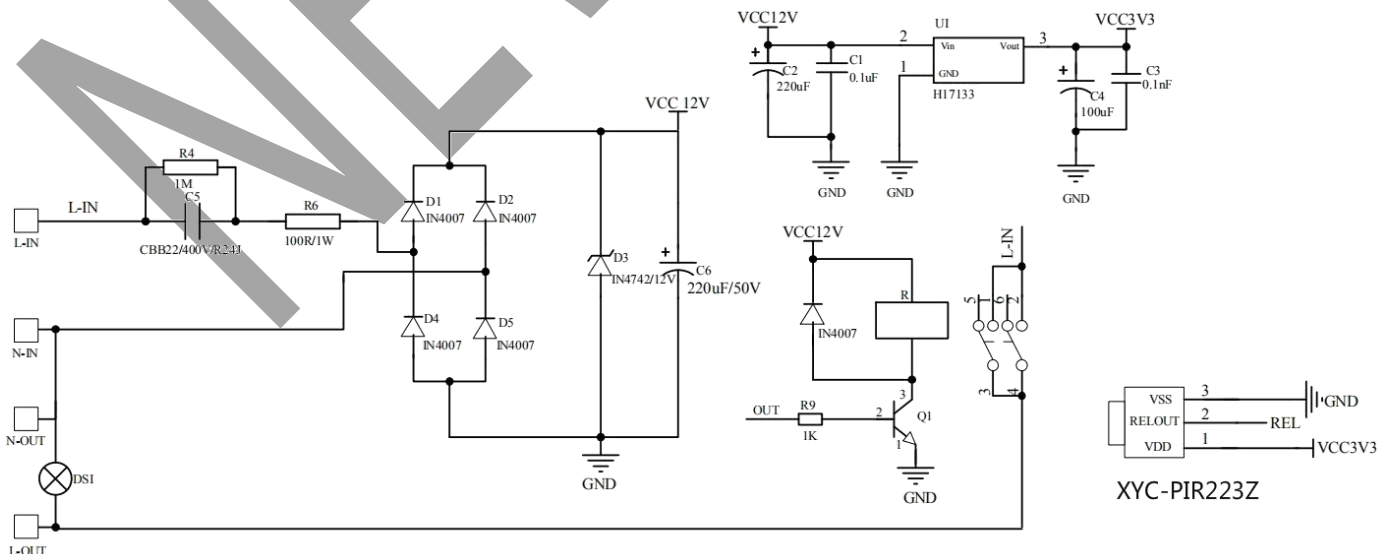 VCC12V
UI
VCC3V3
2
Vin
Vout
3
+
C2
220uF
C1
0.1uF
1
GND
H17133
+
C4
100uF
C3
0.1nF
GND
GND
GND
VCC 12V
R4
1M
C5
CBB22/400V/R24J
L-IN
L-IN
R6
100R/1W
D1
IN4007
D2
IN4007
D3
IN4742/12V
+
C6
220uF/50V
D4
IN4007
D5
IN4007
N-IN
N-OUT
DSI
L-OUT
GND
VCC12V
IN4007
R
OUT
R9
1K
2
3
Q1
1
GND
L-IN
5
1
6
2
3
4
VSS
3
GND
RELOUT
2
REL
VDD
1
VCC3V3
XYC-PIR223Z